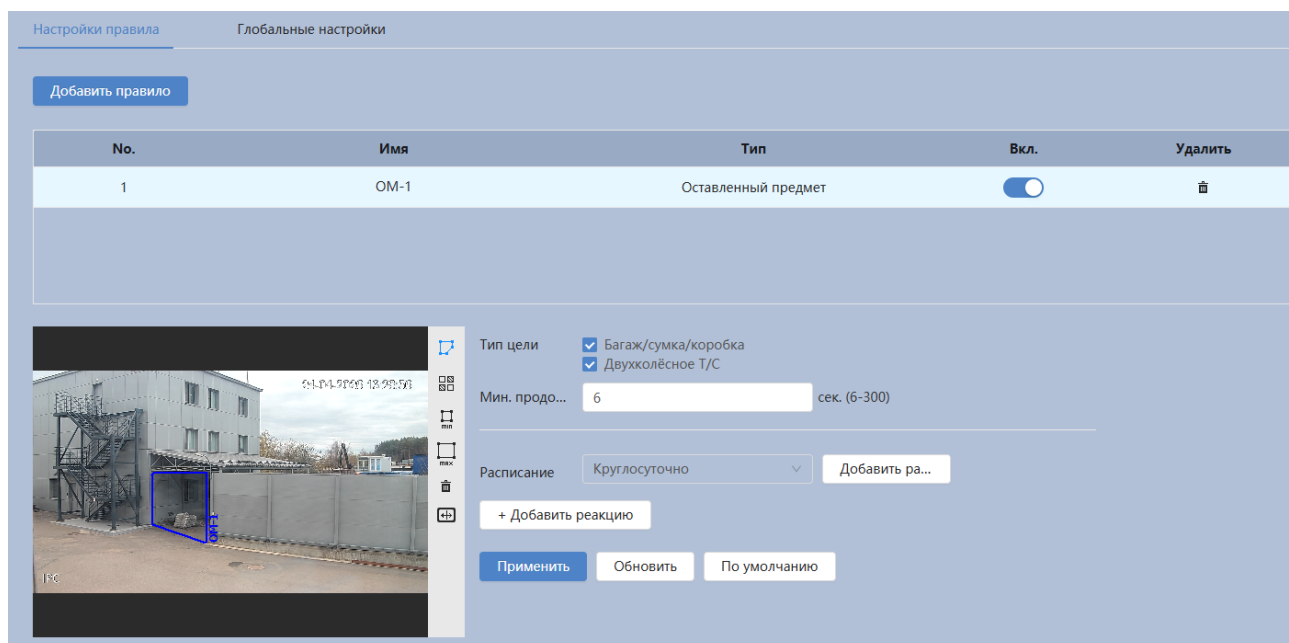 Настройки правила Глобальные настройки
Добавить правило
No. Имя Тип Вкл. Удалить
1 OM-1 Оставленный предмет
Тип цели Багаж/сумка/коробка
Двухколёсное Т/С
Мин. продо... 6 сек. (6-300)
Расписание Круглосуточно Добавить ра...
+ Добавить реакцию
Применить Обновить По умолчанию
min
max
OM-1
IPC